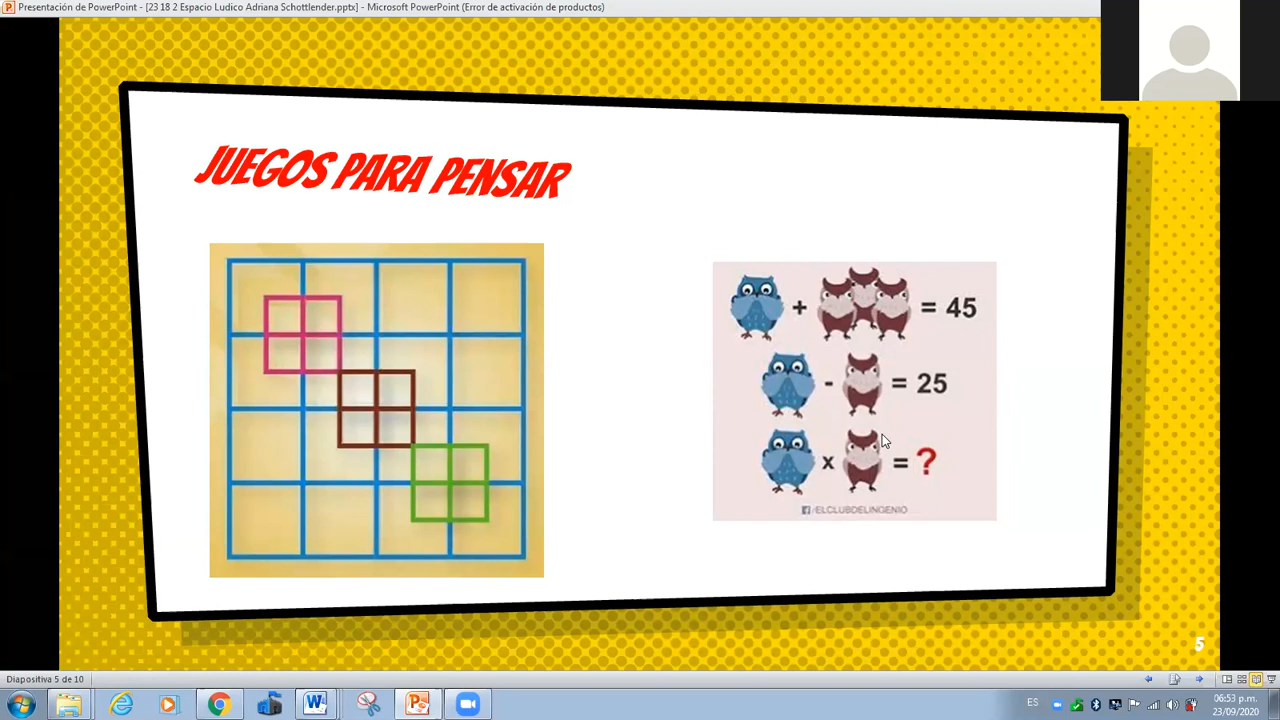 Presentación de PowerPoint - [23 18 2 Espacio Ludico Adriana Schottlender.pptx] - Microsoft PowerPoint (Error de activación de productos)
JUEGOS PARA PENSAR
+ = 45
- = 25
x = ?
/ELCLUBDELINGENIO
5
Diapositiva 5 de 10
ES
06:53 p.m.
23/09/2020